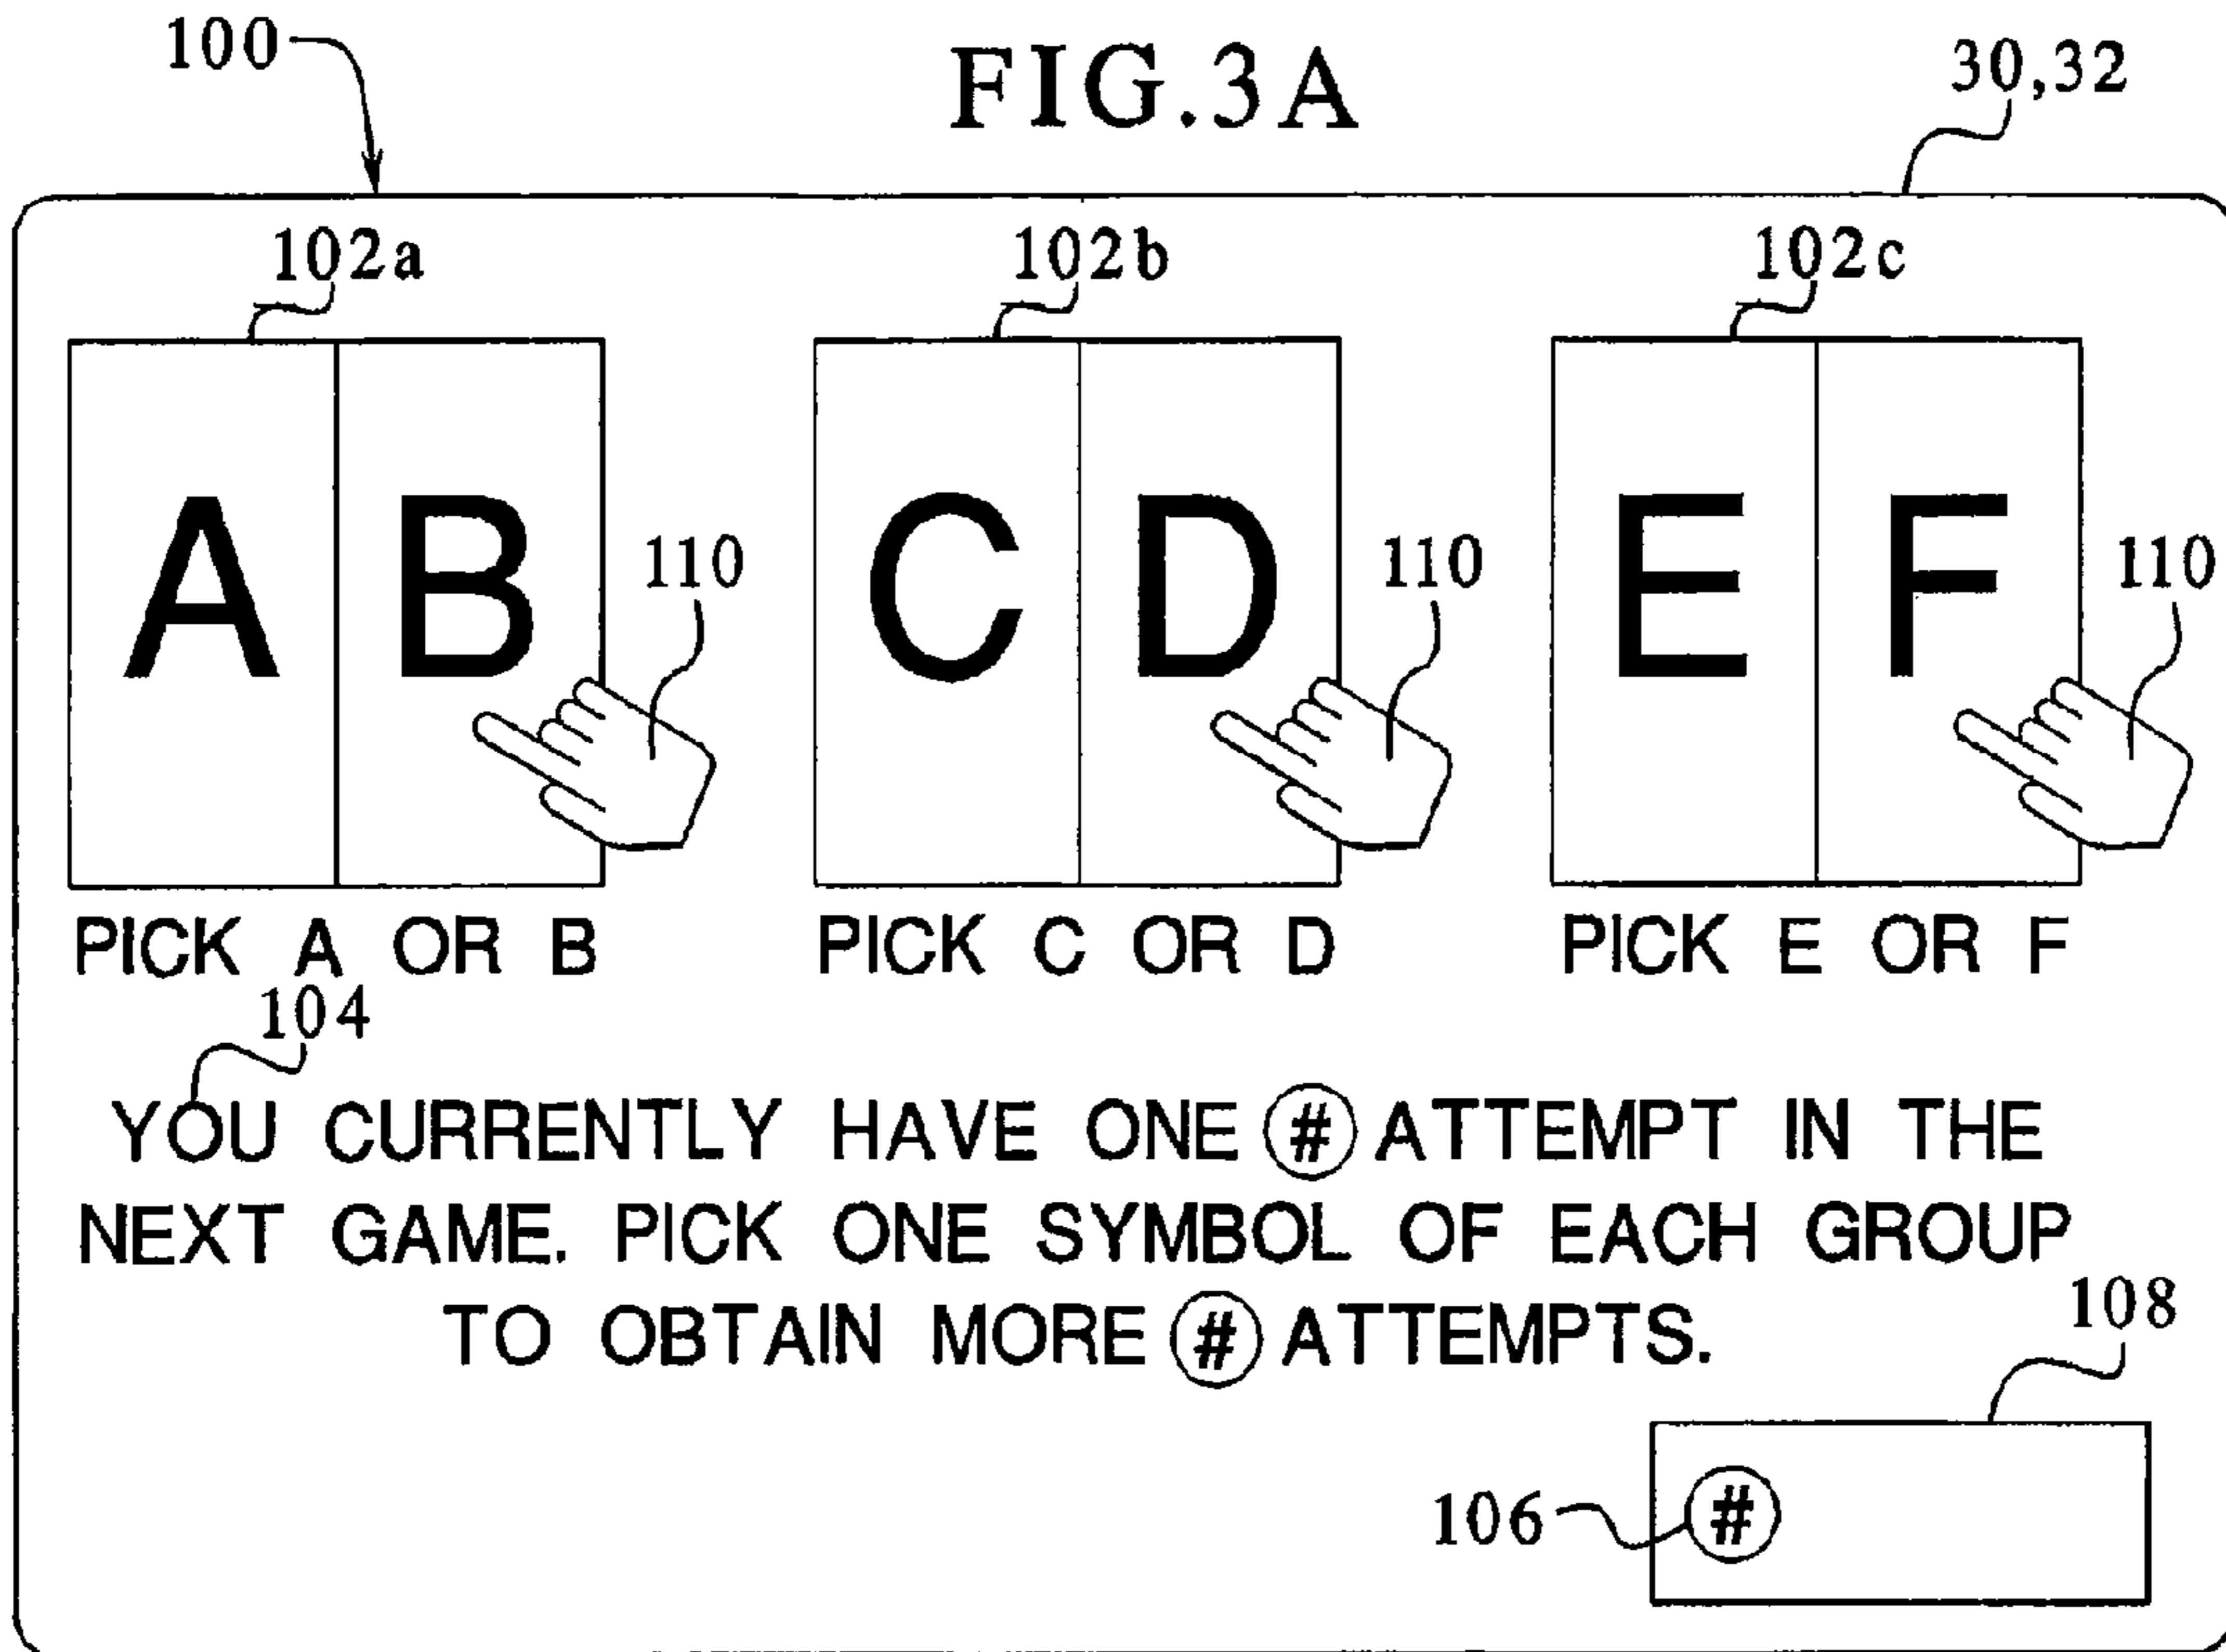 100 FIG.3A 30,32
102a 102b 102c
A B 110 C D 110 E F 110
PICK A OR B PICK C OR D PICK E OR F
104
YOU CURRENTLY HAVE ONE # ATTEMPT IN THE
NEXT GAME. PICK ONE SYMBOL OF EACH GROUP
TO OBTAIN MORE # ATTEMPTS.
108
106 #